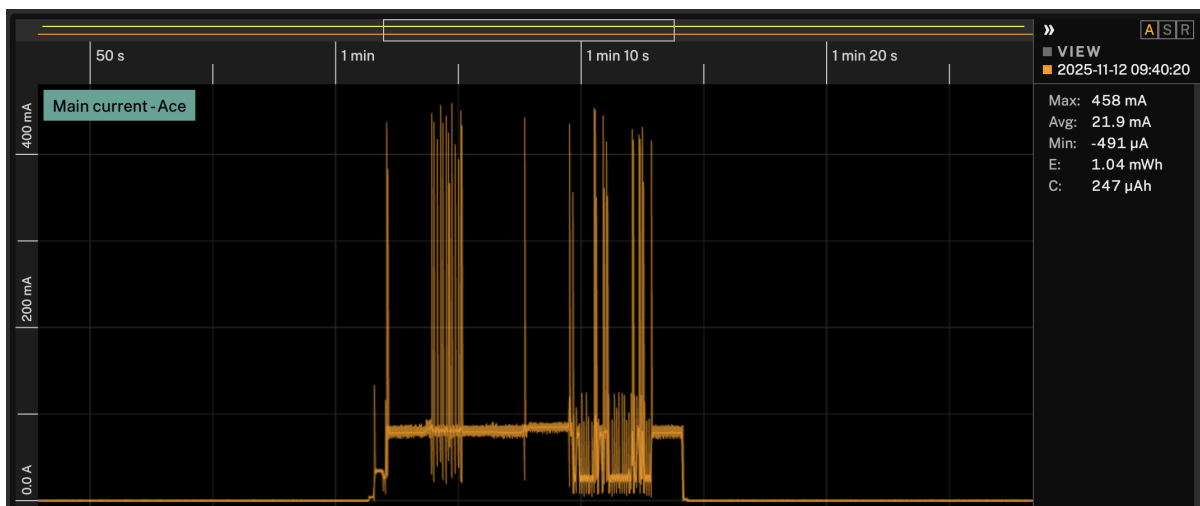 50 s
1 min
1 min 10 s
1 min 20 s
»
A S R
VIEW
2025-11-12 09:40:20
Main current - Ace
Max: 458 mA
Avg: 21.9 mA
Min: -491 µA
E: 1.04 mWh
C: 247 µAh
400 mA
200 mA
0.0 A